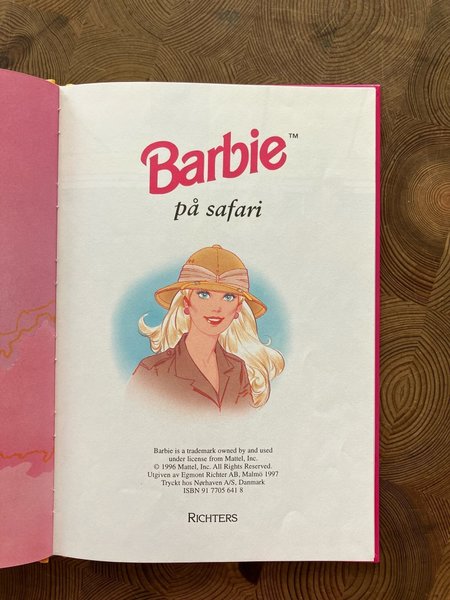 Barbie™
på safari
Barbie is a trademark owned by and used
under license from Mattel, Inc.
© 1996 Mattel, Inc. All Rights Reserved.
Utgiven av Egmont Richter AB, Malmö 1997
Tryckt hos Nørhaven A/S, Danmark
ISBN 91 7705 641 8
RICHTERS